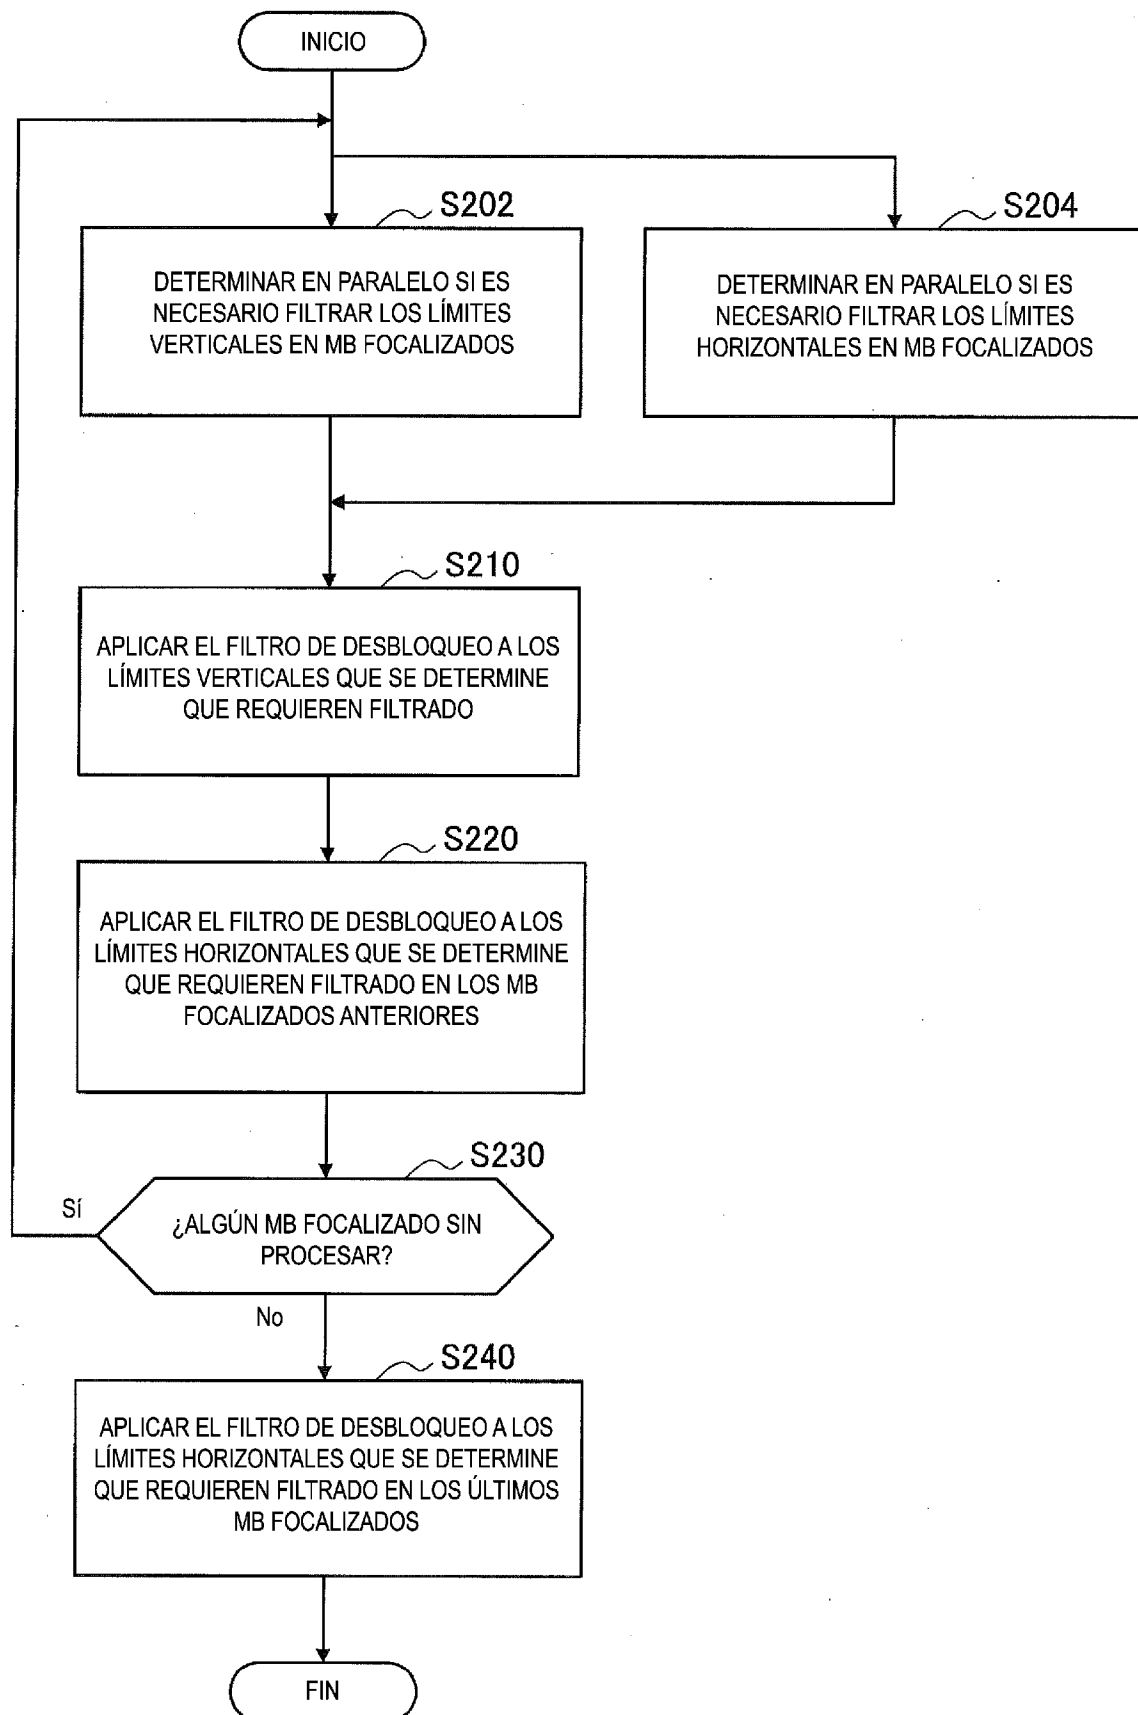 INICIO
S202
S204
DETERMINAR EN PARALELO SI ES
NECESARIO FILTRAR LOS LÍMITES
VERTICALES EN MB FOCALIZADOS
DETERMINAR EN PARALELO SI ES
NECESARIO FILTRAR LOS LÍMITES
HORIZONTALES EN MB FOCALIZADOS
S210
APLICAR EL FILTRO DE DESBLOQUEO A LOS
LÍMITES VERTICALES QUE SE DETERMINE
QUE REQUIEREN FILTRADO
S220
APLICAR EL FILTRO DE DESBLOQUEO A LOS
LÍMITES HORIZONTALES QUE SE DETERMINE
QUE REQUIEREN FILTRADO EN LOS MB
FOCALIZADOS ANTERIORES
S230
Sí
¿ALGÚN MB FOCALIZADO SIN
PROCESAR?
No
S240
APLICAR EL FILTRO DE DESBLOQUEO A LOS
LÍMITES HORIZONTALES QUE SE DETERMINE
QUE REQUIEREN FILTRADO EN LOS ÚLTIMOS
MB FOCALIZADOS
FIN